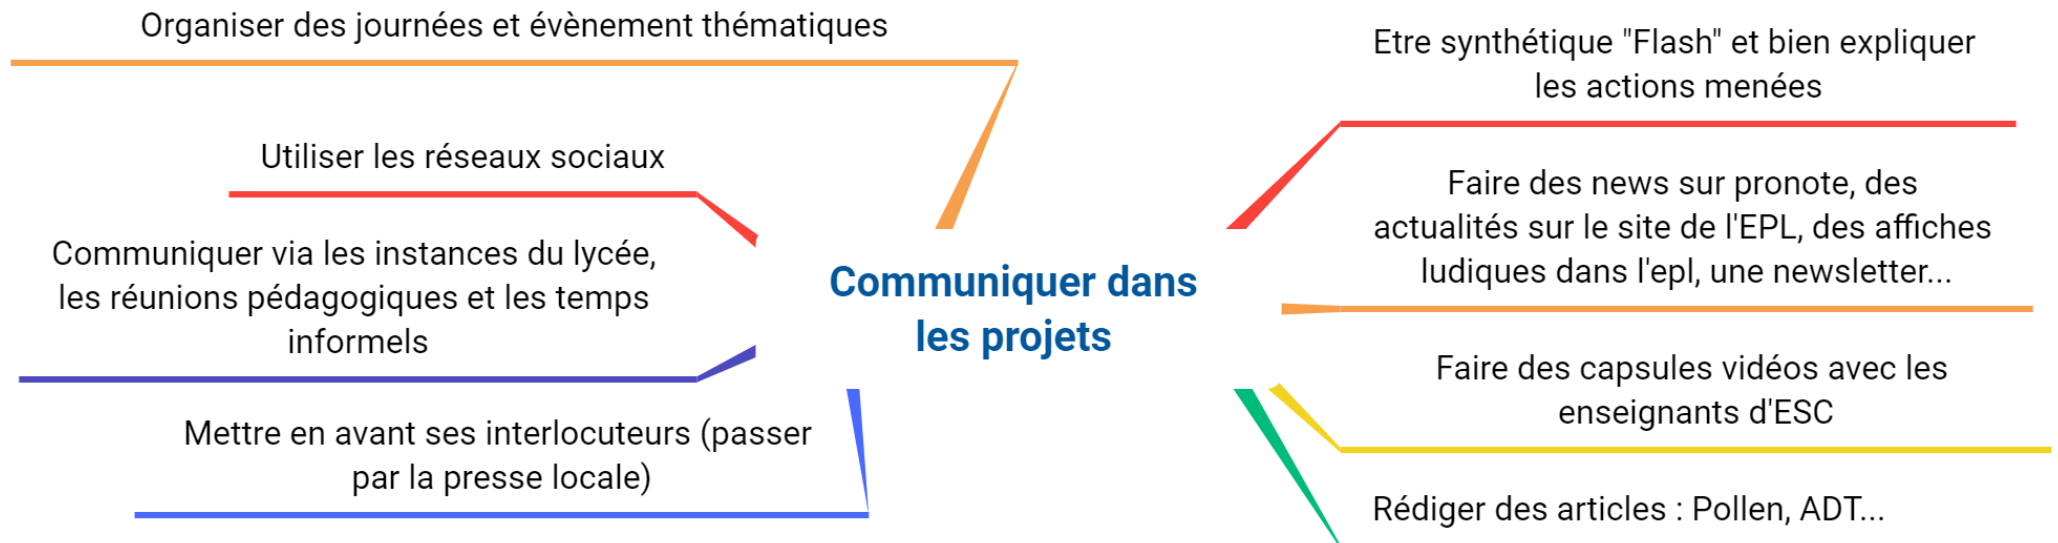 Organiser des journées et évènement thématiques
Utiliser les réseaux sociaux
Communiquer via les instances du lycée,
les réunions pédagogiques et les temps
informels
Mettre en avant ses interlocuteurs (passer
par la presse locale)
Communiquer dans
les projets
Etre synthétique "Flash" et bien expliquer
les actions menées
Faire des news sur pronote, des
actualités sur le site de l'EPL, des affiches
ludiques dans l'epl, une newsletter...
Faire des capsules vidéos avec les
enseignants d'ESC
Rédiger des articles : Pollen, ADT...